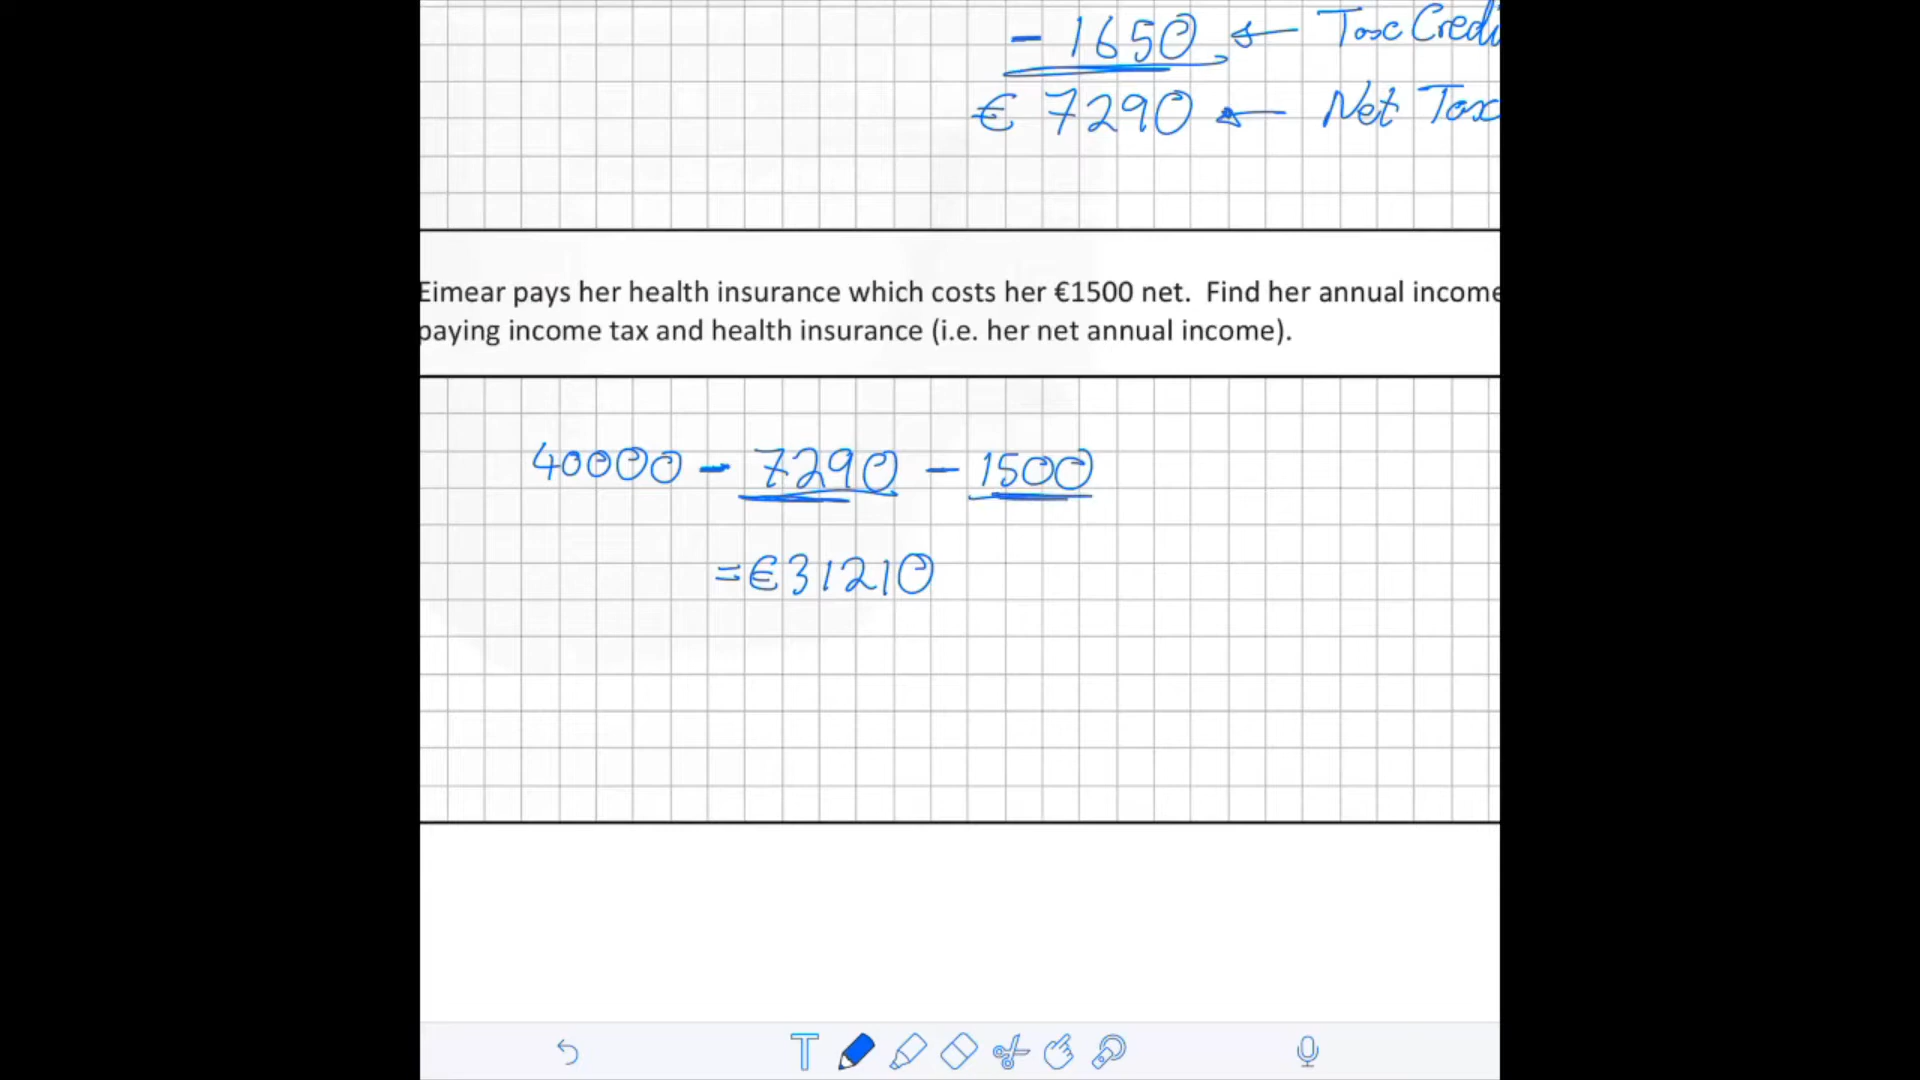 - 1650 ← Tax Credi
€ 7290 ← Net Tax
Eimear pays her health insurance which costs her €1500 net. Find her annual income
paying income tax and health insurance (i.e. her net annual income).
40000 - 7290 - 1500
= €31210
T